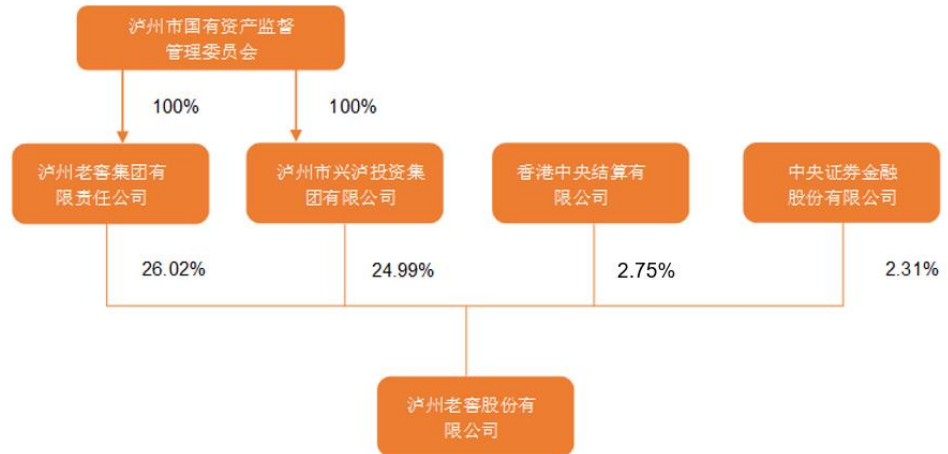 泸州市国有资产监督
管理委员会
100%
100%
泸州老窖集团有
限责任公司
泸州市兴泸投资集
团有限公司
香港中央结算有
限公司
中央证券金融
股份有限公司
26.02%
24.99%
2.75%
2.31%
泸州老窖股份有
限公司